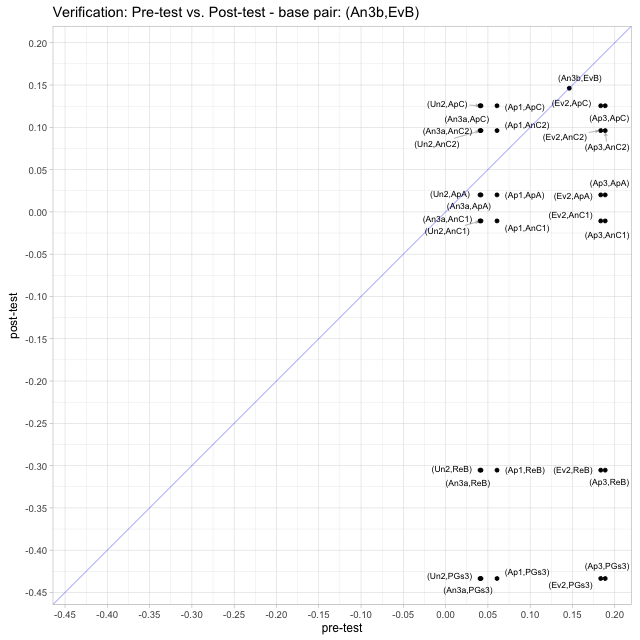 Verification: Pre-test vs. Post-test - base pair: (An3b,EvB)
0.20
0.15
0.10
0.05
0.00
-0.05
-0.10
-0.15
-0.20
-0.25
-0.30
-0.35
-0.40
-0.45
post-test
(An3b,EvB)
(Un2,ApC)
(Ap1,ApC)
(Ev2,ApC)
(An3a,ApC)
(Ap3,ApC)
(An3a,AnC2)
(Ap1,AnC2)
(Un2,AnC2)
(Ev2,AnC2)
(Ap3,AnC2)
(Ap3,ApA)
(Un2,ApA)
(Ap1,ApA)
(Ev2,ApA)
(An3a,ApA)
(An3a,AnC1)
(Ev2,AnC1)
(Un2,AnC1)
(Ap1,AnC1)
(Ap3,AnC1)
(Un2,ReB)
(Ap1,ReB)
(Ev2,ReB)
(An3a,ReB)
(Ap3,ReB)
(Ap3,PGs3)
(Un2,PGs3)
(Ap1,PGs3)
(Ev2,PGs3)
(An3a,PGs3)
-0.45 -0.40 -0.35 -0.30 -0.25 -0.20 -0.15 -0.10 -0.05 0.00 0.05 0.10 0.15 0.20
pre-test